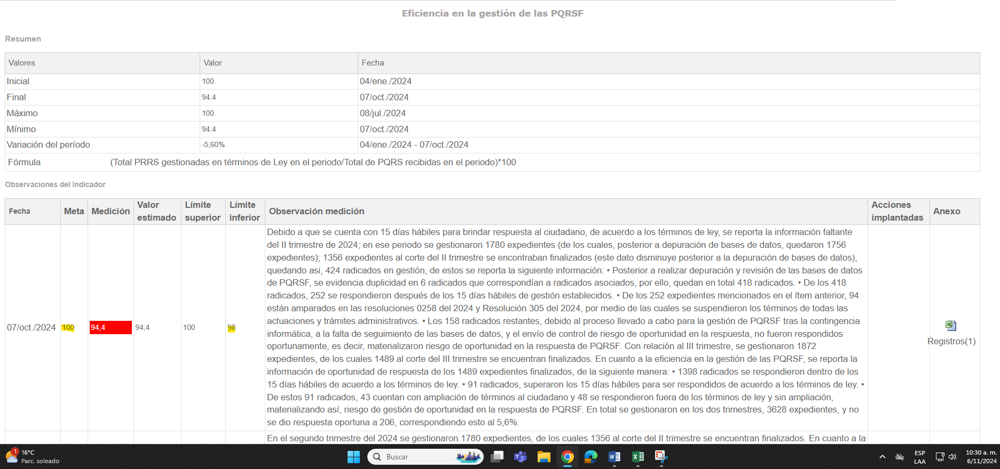 Eficiencia en la gestión de las PQRSF
Resumen
Valores Valor Fecha
Inicial 100 04/ene./2024
Final 94.4 07/oct./2024
Máximo 100 08/jul./2024
Mínimo 94.4 07/oct./2024
Variación del período -5,60% 04/ene./2024 - 07/oct./2024
Fórmula (Total PRRS gestionadas en términos de Ley en el periodo/Total de PQRS recibidas en el periodo)*100
Observaciones del Indicador
Fecha Meta Medición Valor estimado Límite superior Límite inferior Observación medición Acciones implantadas Anexo
07/oct./2024 100 94,4 94,4 100 98
Debido a que se cuenta con 15 días hábiles para brindar respuesta al ciudadano, de acuerdo a los términos de ley, se reporta la información faltante
del II trimestre de 2024; en ese periodo se gestionaron 1780 expedientes (de los cuales, posterior a depuración de bases de datos, quedaron 1756
expedientes); 1356 expedientes al corte del II trimestre se encontraban finalizados (este dato disminuye posterior a la depuración de bases de datos),
quedando asi, 424 radicados en gestión, de estos se reporta la siguiente información: • Posterior a realizar depuración y revisión de las bases de datos
de PQRSF, se evidencia duplicidad en 6 radicados que correspondían a radicados asociados, por ello, quedan en total 418 radicados. • De los 418
radicados, 252 se respondieron después de los 15 días hábiles de gestión establecidos. • De los 252 expedientes mencionados en el ítem anterior, 94
están amparados en las resoluciones 0258 del 2024 y Resolución 305 del 2024, por medio de las cuales se suspendieron los términos de todas las
actuaciones y trámites administrativos. • Los 158 radicados restantes, debido al proceso llevado a cabo para la gestión de PQRSF tras la contingencia
informática, a la falta de seguimiento de las bases de datos, y el envío de control de riesgo de oportunidad en la respuesta, no fueron respondidos
oportunamente, es decir, materializaron riesgo de oportunidad en la respuesta de PQRSF. Con relación al III trimestre, se gestionaron 1872
expedientes, de los cuales 1489 al corte del III trimestre se encuentran finalizados. En cuanto a la eficiencia en la gestión de las PQRSF, se reporta la
información de oportunidad de respuesta de los 1489 expedientes finalizados, de la siguiente manera: • 1398 radicados se respondieron dentro de los
15 días hábiles de acuerdo a los términos de ley. • 91 radicados, superaron los 15 días hábiles para ser respondidos de acuerdo a los términos de ley. •
De estos 91 radicados, 43 cuentan con ampliación de términos al ciudadano y 48 se respondieron fuera de los términos de ley y sin ampliación,
materializando así, riesgo de gestión de oportunidad en la respuesta de PQRSF. En total se gestionaron en los dos trimestres, 3628 expedientes, y no
se dio respuesta oportuna a 206, correspondiendo esto al 5,6%.
Registros(1)
En el segundo trimestre del 2024 se gestionaron 1780 expedientes, de los cuales 1356 al corte del II trimestre se encuentran finalizados. En cuanto a la
1
16°C
Parc. soleado
Buscar
ESP
LAA
10:30 a. m.
6/11/2024